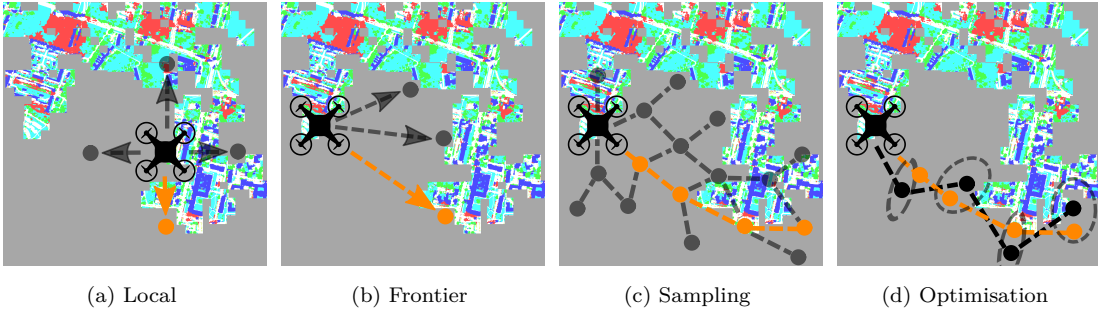 (a) Local
(b) Frontier
(c) Sampling
(d) Optimisation